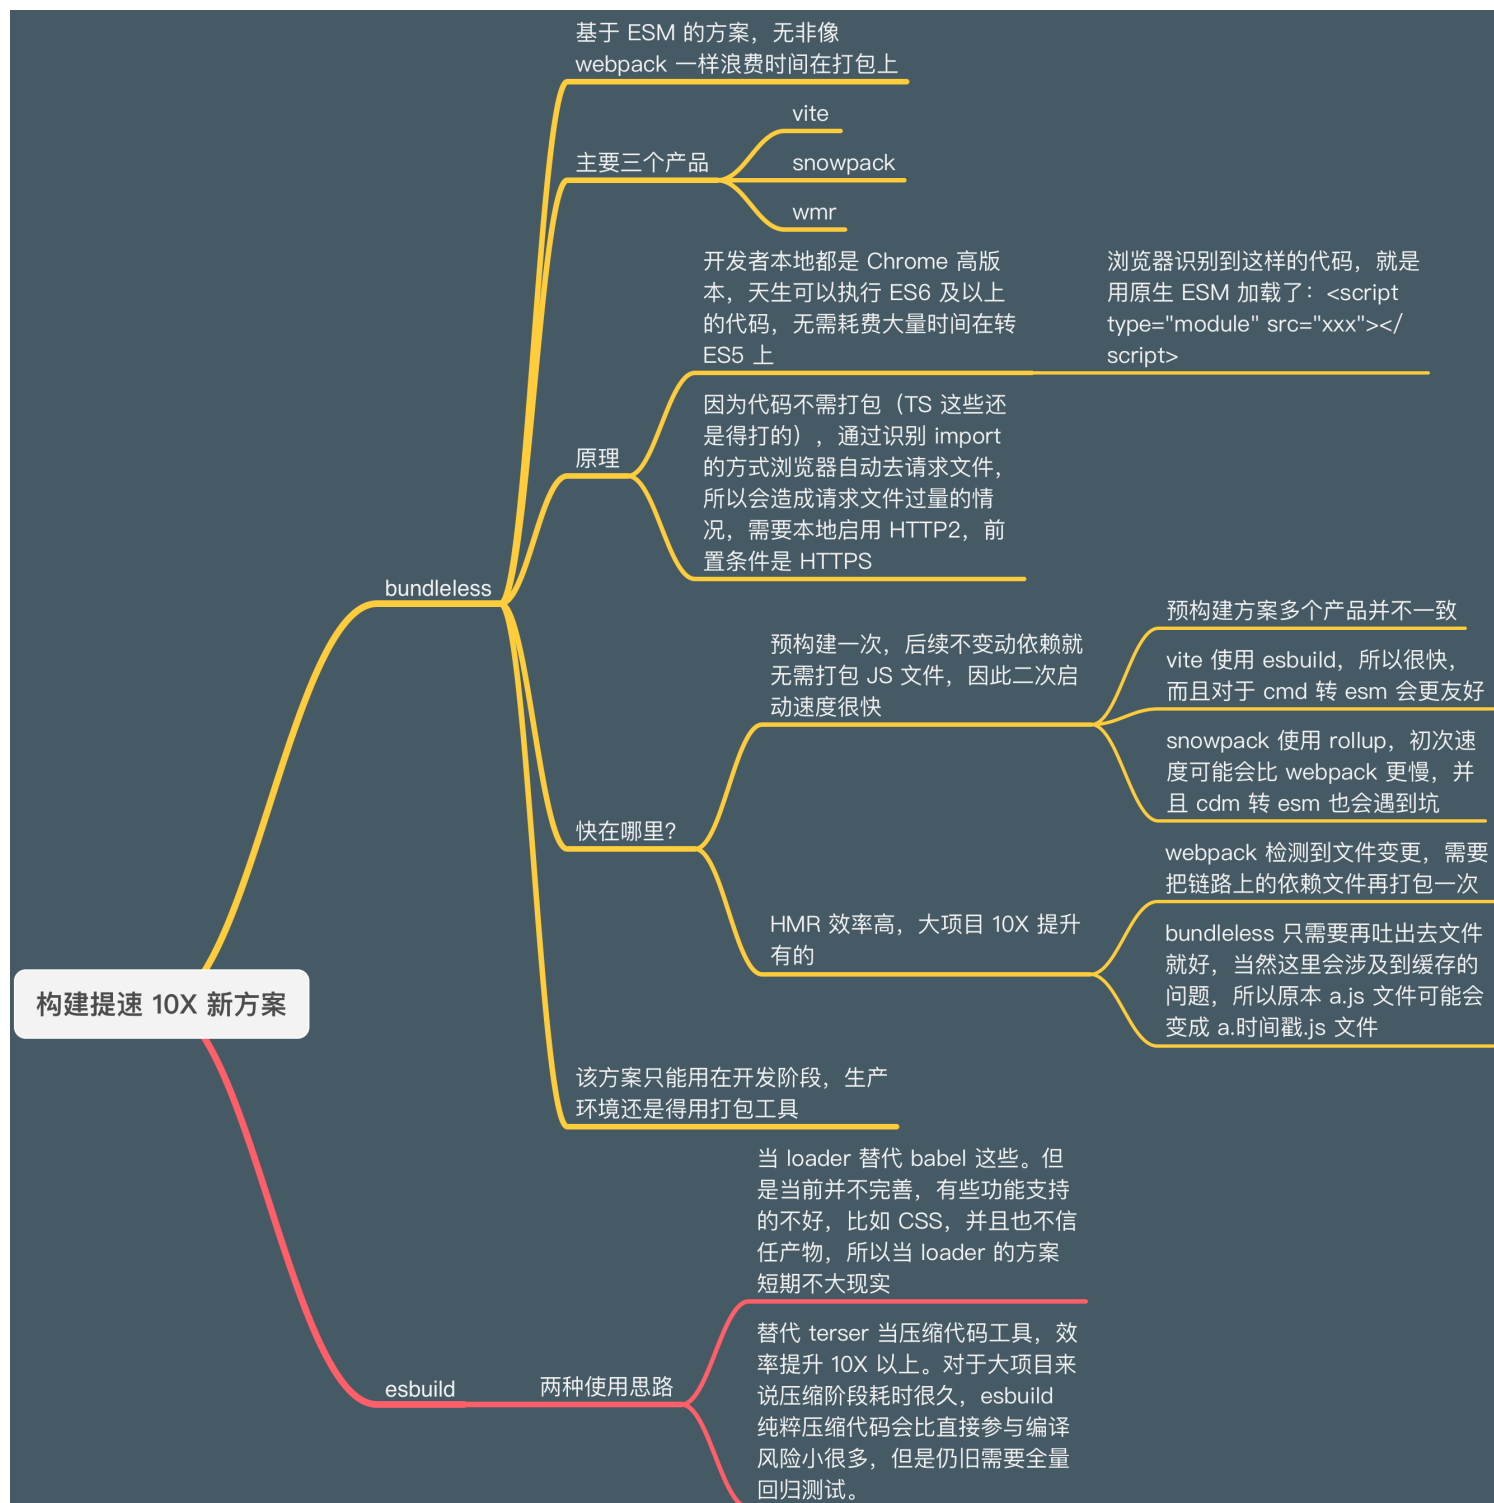 基于 ESM 的方案，无非像
webpack 一样浪费时间在打包上
vite
主要三个产品
snowpack
wmr
开发者本地都是 Chrome 高版
本，天生可以执行 ES6 及以上
的代码，无需耗费大量时间在转
ES5 上
浏览器识别到这样的代码，就是
用原生 ESM 加载了：<script
type="module" src="xxx"></
script>
原理
因为代码不需打包（TS 这些还
是得打的），通过识别 import
的方式浏览器自动去请求文件，
所以会造成请求文件过量的情
况，需要本地启用 HTTP2，前
置条件是 HTTPS
bundleless
预构建一次，后续不变动依赖就
无需打包 JS 文件，因此二次启
动速度很快
预构建方案多个产品并不一致
vite 使用 esbuild，所以很快，
而且对于 cmd 转 esm 会更友好
snowpack 使用 rollup，初次速
度可能会比 webpack 更慢，并
且 cdm 转 esm 也会遇到坑
快在哪里？
HMR 效率高，大项目 10X 提升
有的
webpack 检测到文件变更，需要
把链路上的依赖文件再打包一次
bundleless 只需要再吐出去文件
就好，当然这里会涉及到缓存的
问题，所以原本 a.js 文件可能会
变成 a.时间戳.js 文件
构建提速 10X 新方案
该方案只能用在开发阶段，生产
环境还是得用打包工具
当 loader 替代 babel 这些。但
是当前并不完善，有些功能支持
的不好，比如 CSS，并且也不信
任产物，所以当 loader 的方案
短期不大现实
esbuild
两种使用思路
替代 terser 当压缩代码工具，效
率提升 10X 以上。对于大项目来
说压缩阶段耗时很久，esbuild
纯粹压缩代码会比直接参与编译
风险小很多，但是仍旧需要全量
回归测试。